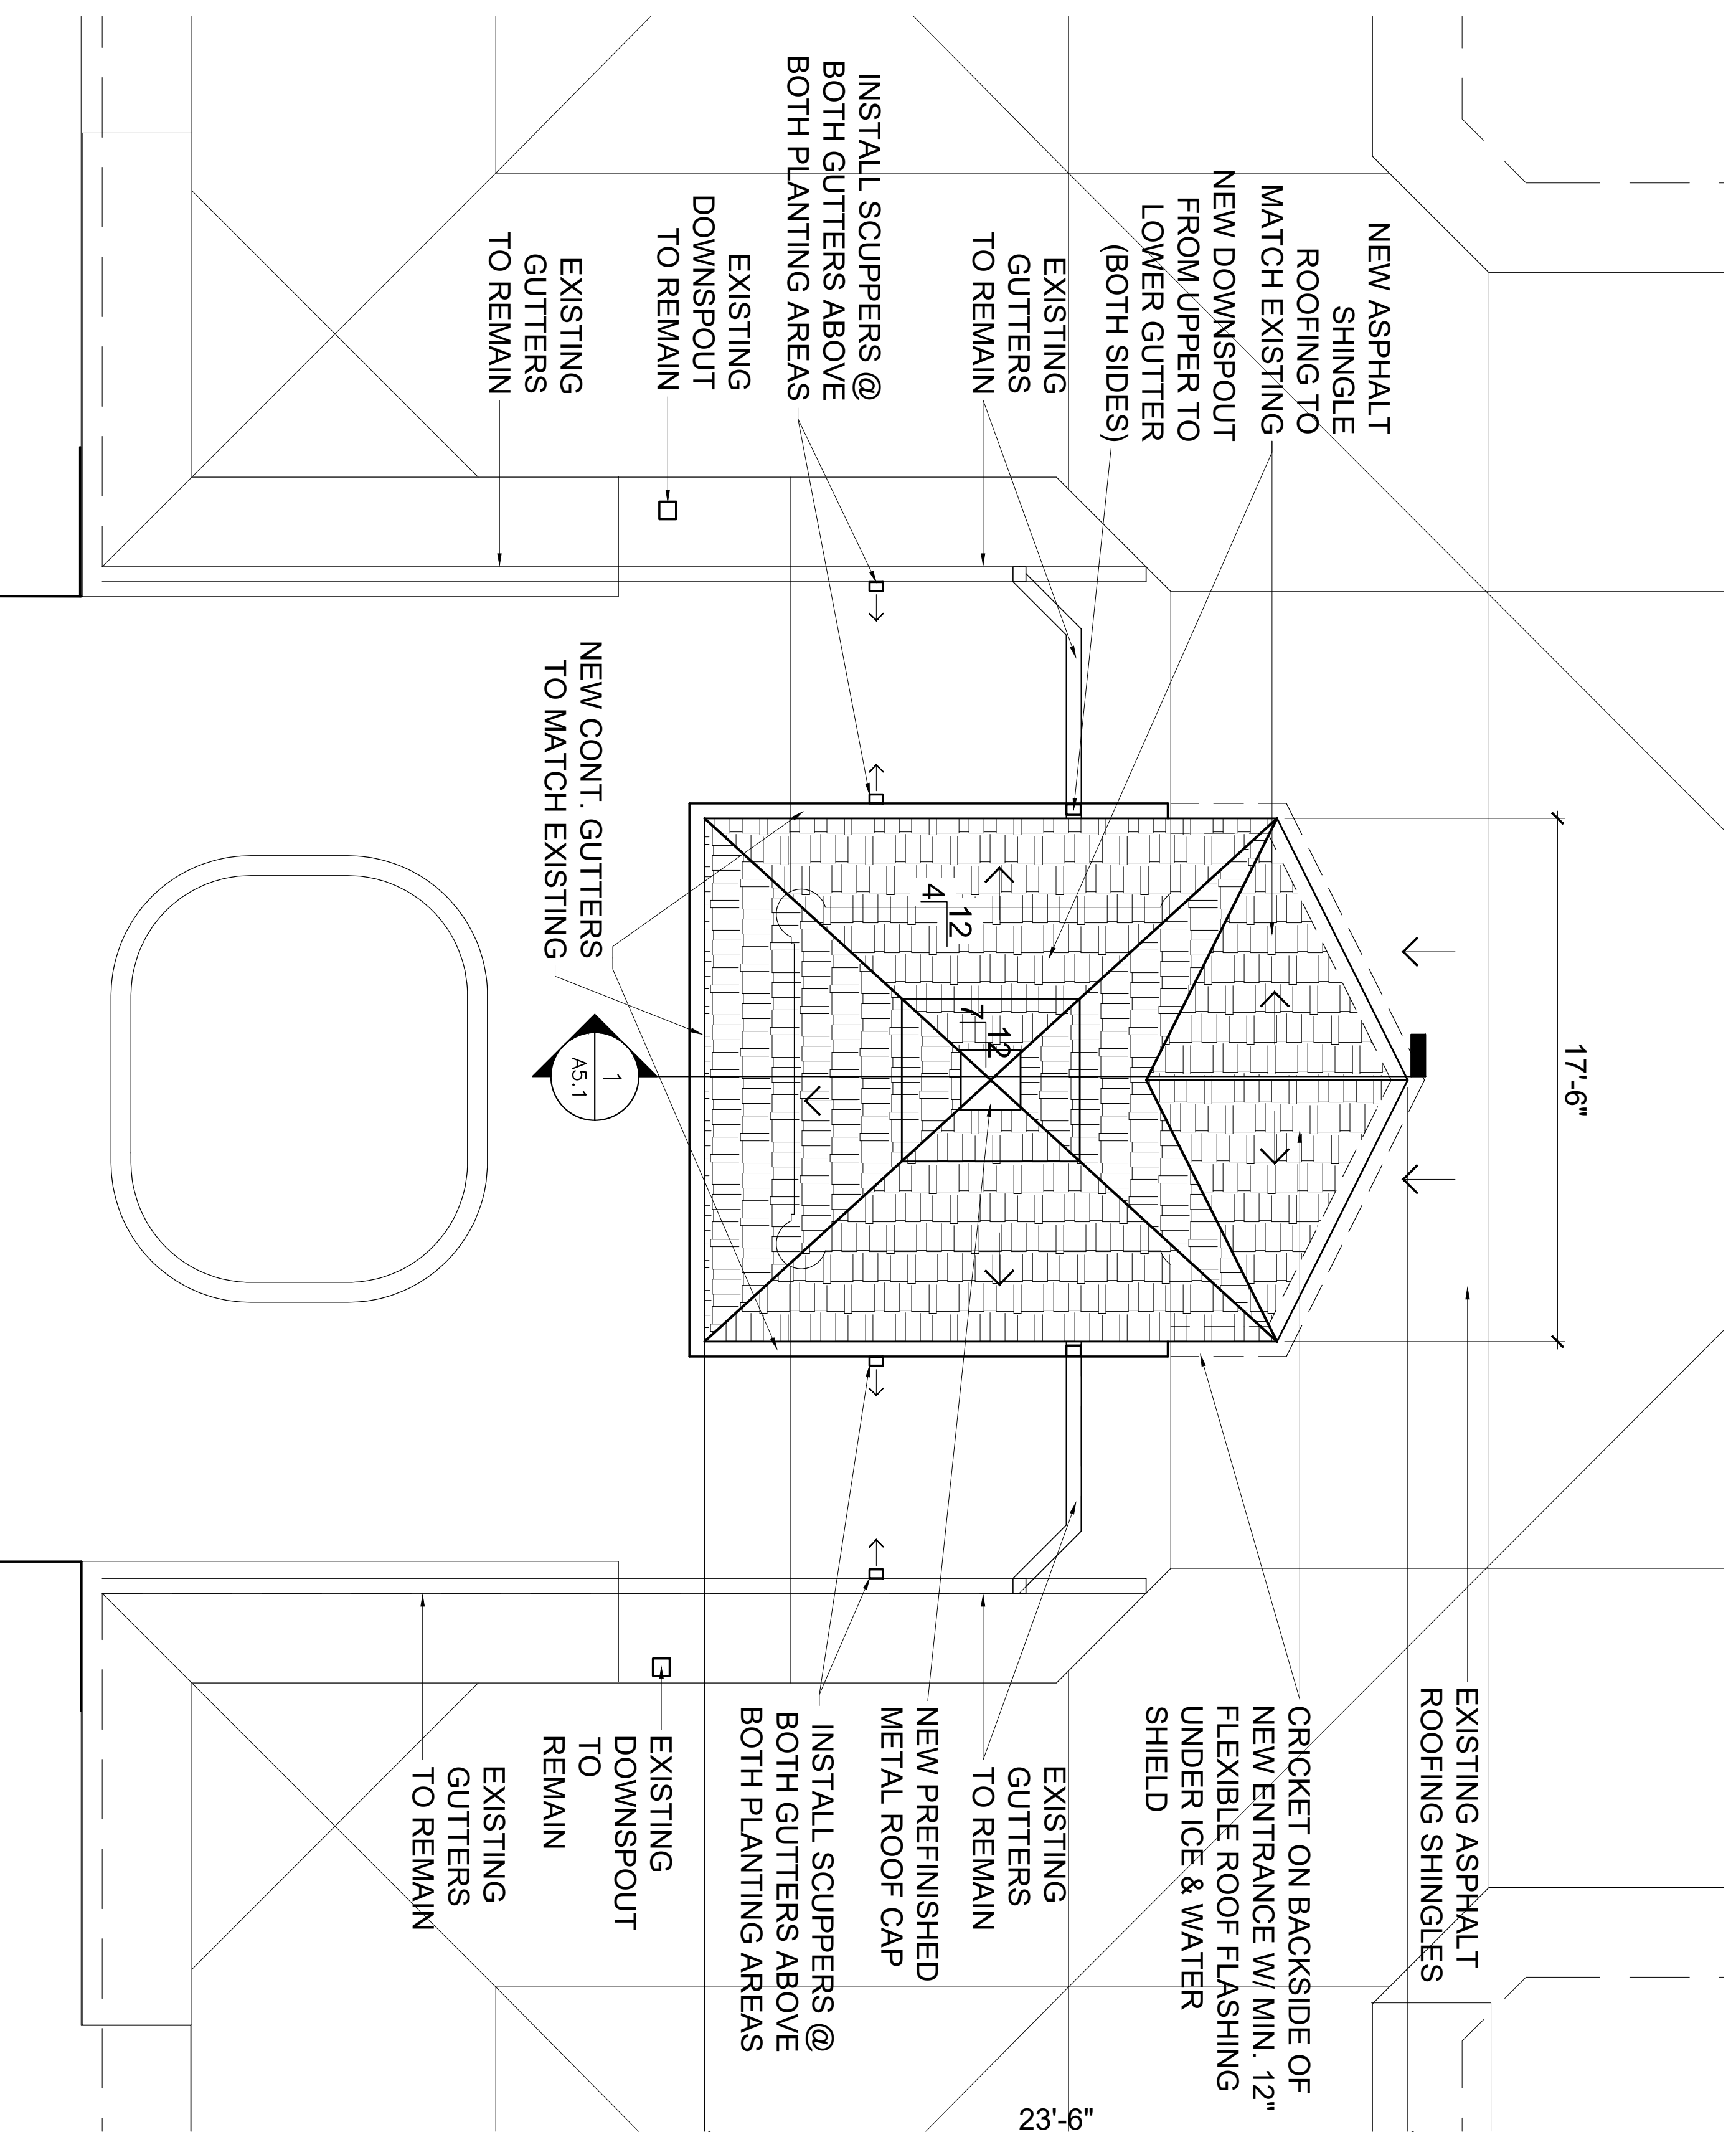 NEW ASPHALT
SHINGLE
ROOFING TO
MATCH EXISTING
NEW DOWNSPOUT
FROM UPPER TO
LOWER GUTTER
(BOTH SIDES)
EXISTING
GUTTERS
TO REMAIN
INSTALL SCUPPERS @
BOTH GUTTERS ABOVE
BOTH PLANTING AREAS
EXISTING
DOWNSPOUT
TO REMAIN
EXISTING
GUTTERS
TO REMAIN
NEW CONT. GUTTERS
TO MATCH EXISTING
17'-6"
12
4
12
7
1
A5.1
EXISTING ASPHALT
ROOFING SHINGLES
CRICKET ON BACKSIDE OF
NEW ENTRANCE W/ MIN. 12"
FLEXIBLE ROOF FLASHING
UNDER ICE & WATER
SHIELD
EXISTING
GUTTERS
TO REMAIN
NEW PREFINISHED
METAL ROOF CAP
INSTALL SCUPPERS @
BOTH GUTTERS ABOVE
BOTH PLANTING AREAS
EXISTING
DOWNSPOUT
TO
REMAIN
EXISTING
GUTTERS
TO REMAIN
23'-6"